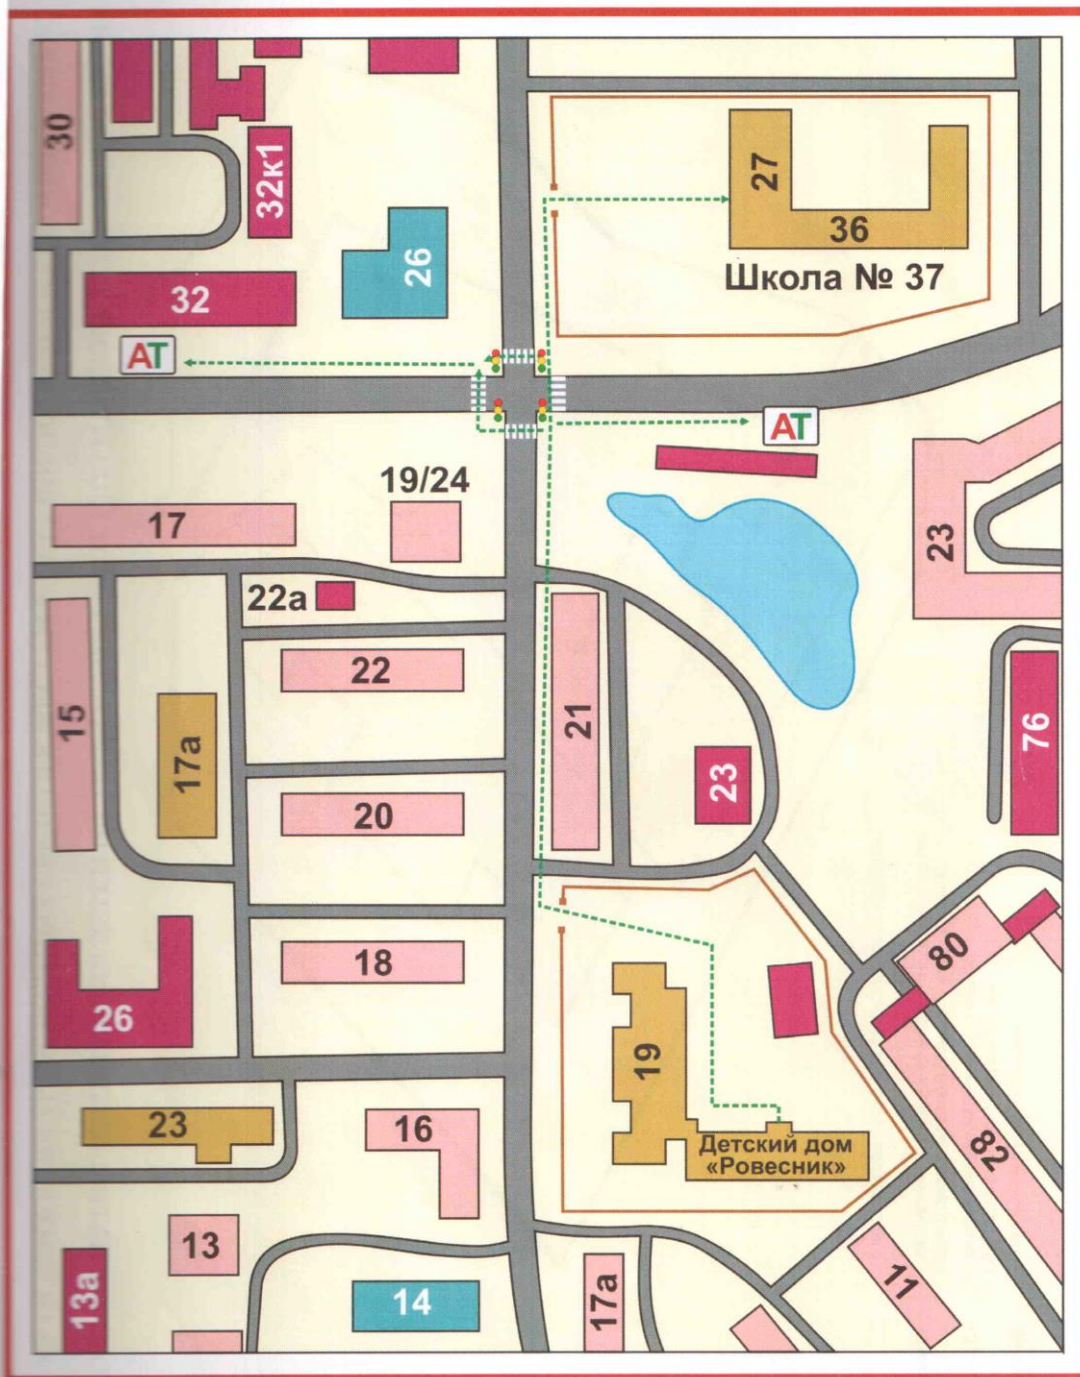 30
32к1
27
36
Школа № 37
26
32
АТ
АТ
19/24
17
23
22а
22
21
15
17а
76
23
20
80
18
26
19
23
16
Детский дом
«Ровесник»
82
13
13а
14
17а
11